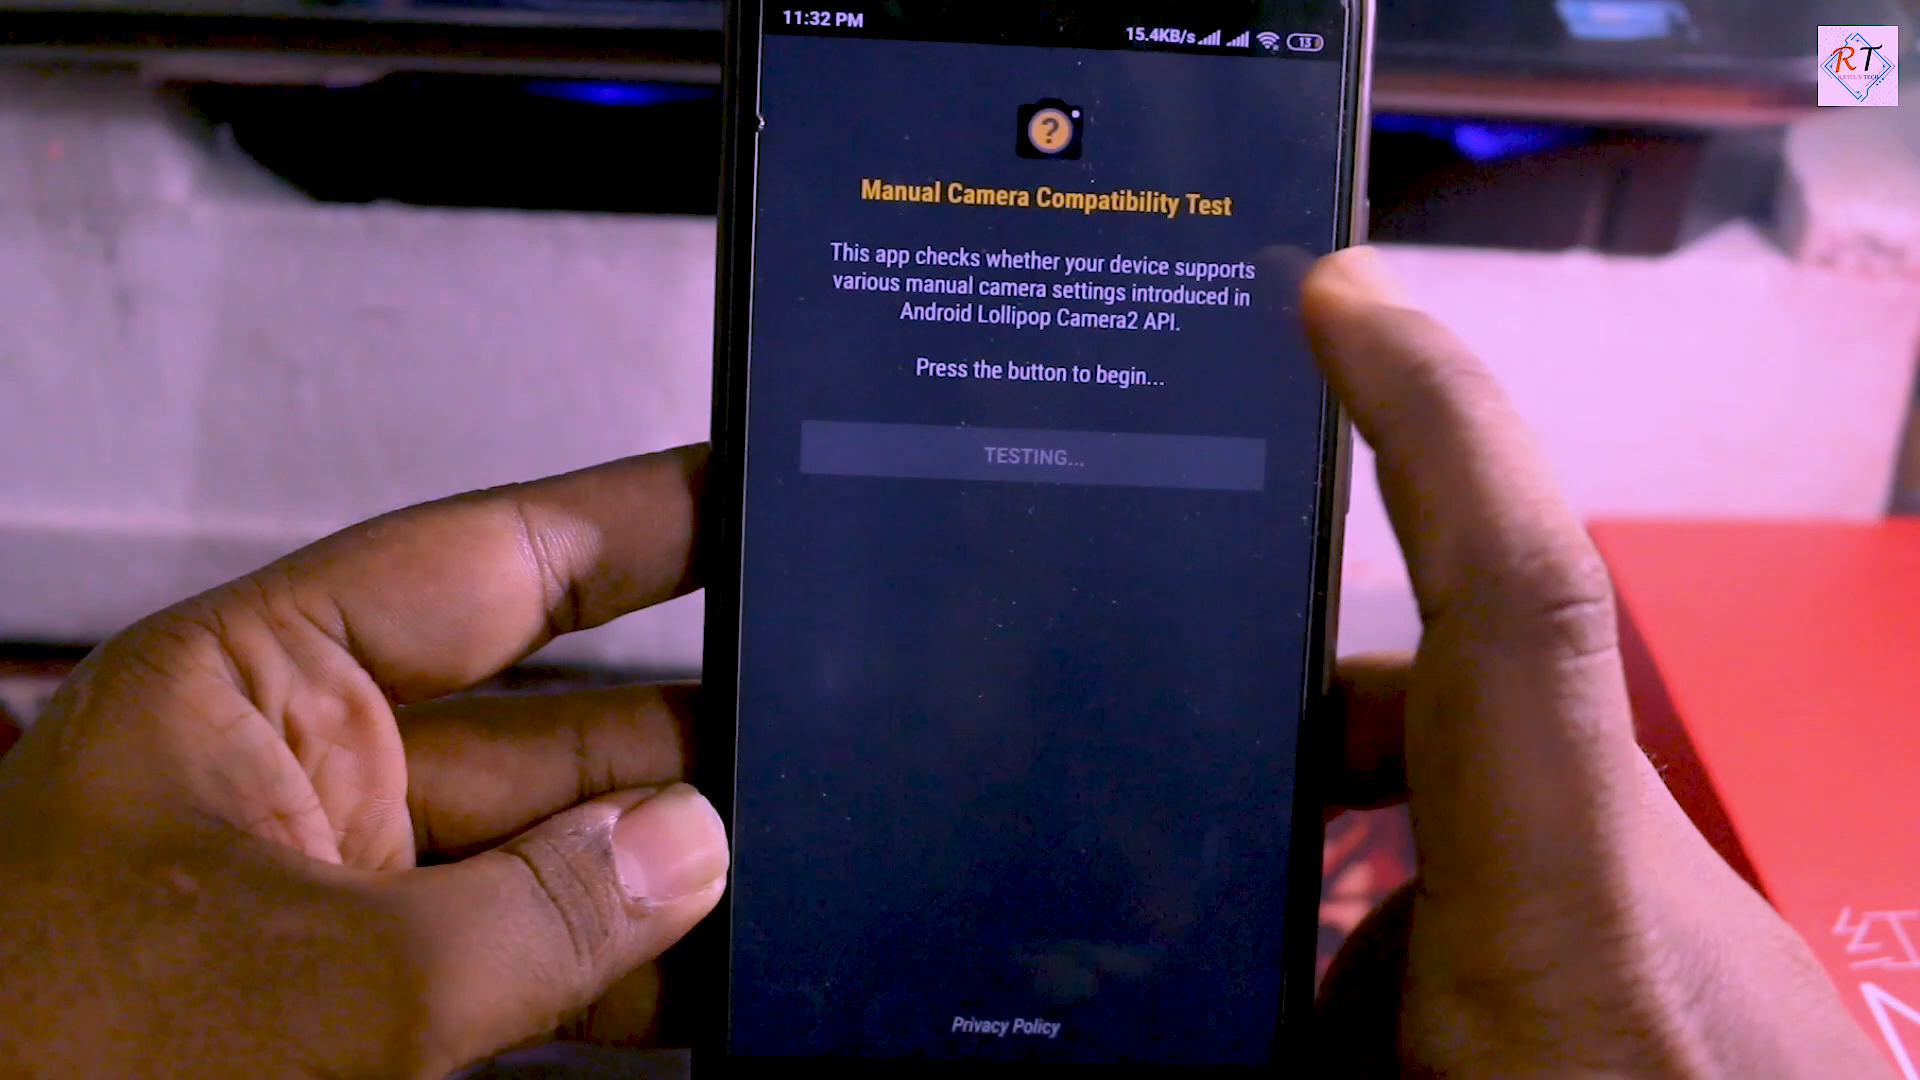 11:32 PM
15.4KB/s
13
RT
?
Manual Camera Compatibility Test
This app checks whether your device supports
various manual camera settings introduced in
Android Lollipop Camera2 API.
Press the button to begin...
TESTING...
Privacy Policy
红